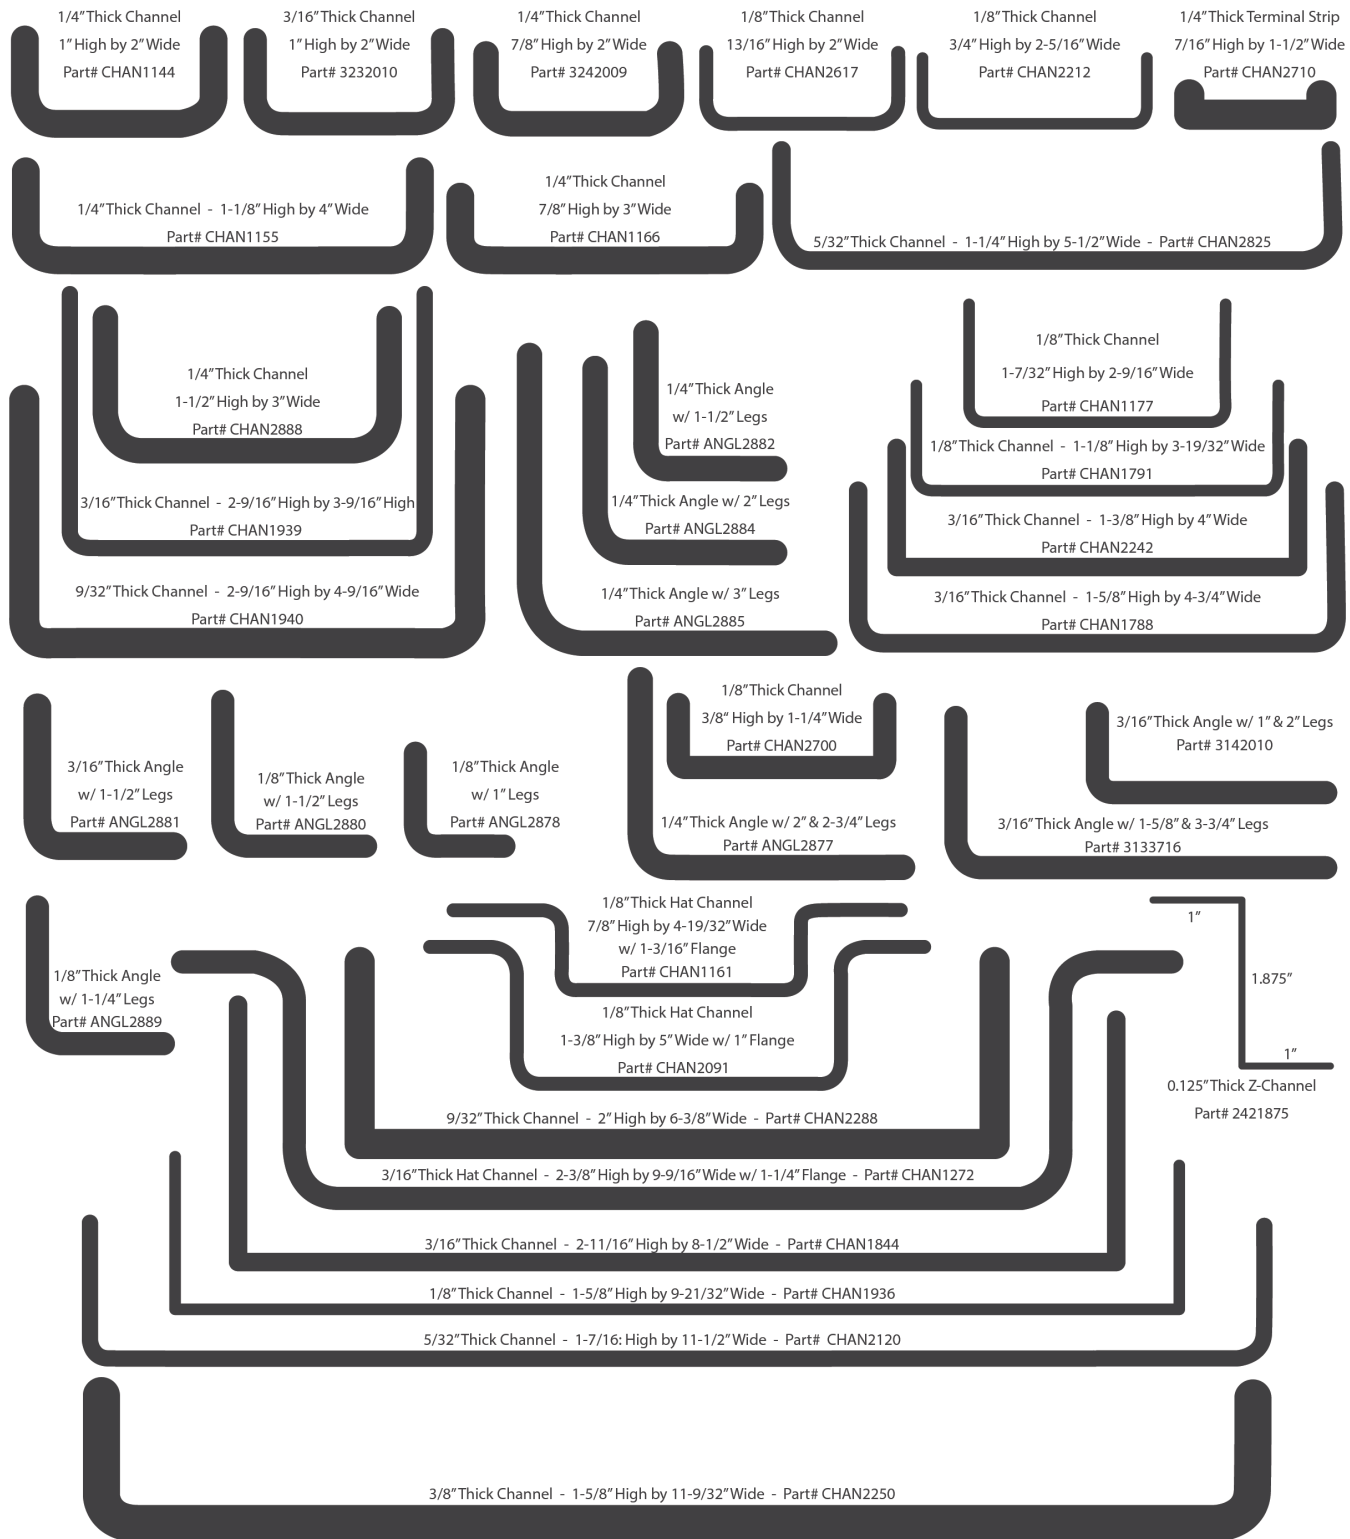 1/4” Thick Channel
1” High by 2” Wide
Part# CHAN1144
3/16” Thick Channel
1” High by 2” Wide
Part# 3232010
1/4” Thick Channel
7/8” High by 2” Wide
Part# 3242009
1/8” Thick Channel
13/16” High by 2” Wide
Part# CHAN2617
1/8” Thick Channel
3/4” High by 2-5/16” Wide
Part# CHAN2212
1/4” Thick Terminal Strip
7/16” High by 1-1/2” Wide
Part# CHAN2710
1/4” Thick Channel - 1-1/8” High by 4” Wide
Part# CHAN1155
1/4” Thick Channel
7/8” High by 3” Wide
Part# CHAN1166
5/32” Thick Channel - 1-1/4” High by 5-1/2” Wide - Part# CHAN2825
1/4” Thick Channel
1-1/2” High by 3” Wide
Part# CHAN2888
3/16” Thick Channel - 2-9/16” High by 3-9/16” High
Part# CHAN1939
9/32” Thick Channel - 2-9/16” High by 4-9/16” Wide
Part# CHAN1940
1/4” Thick Angle
w/ 1-1/2” Legs
Part# ANGL2882
1/4” Thick Angle w/ 2” Legs
Part# ANGL2884
1/4” Thick Angle w/ 3” Legs
Part# ANGL2885
1/8” Thick Channel
1-7/32” High by 2-9/16” Wide
Part# CHAN1177
1/8” Thick Channel - 1-1/8” High by 3-19/32” Wide
Part# CHAN1791
3/16” Thick Channel - 1-3/8” High by 4” Wide
Part# CHAN2242
3/16” Thick Channel - 1-5/8” High by 4-3/4” Wide
Part# CHAN1788
3/16” Thick Angle
w/ 1-1/2” Legs
Part# ANGL2881
1/8” Thick Angle
w/ 1-1/2” Legs
Part# ANGL2880
1/8” Thick Angle
w/ 1” Legs
Part# ANGL2878
1/8” Thick Channel
3/8“ High by 1-1/4” Wide
Part# CHAN2700
1/4” Thick Angle w/ 2” & 2-3/4” Legs
Part# ANGL2877
3/16” Thick Angle w/ 1” & 2” Legs
Part# 3142010
3/16” Thick Angle w/ 1-5/8” & 3-3/4” Legs
Part# 3133716
1/8” Thick Angle
w/ 1-1/4” Legs
Part# ANGL2889
1/8” Thick Hat Channel
7/8” High by 4-19/32” Wide
w/ 1-3/16” Flange
Part# CHAN1161
1/8” Thick Hat Channel
1-3/8” High by 5” Wide w/ 1” Flange
Part# CHAN2091
1”
1.875”
1”
0.125” Thick Z-Channel
Part# 2421875
9/32” Thick Channel - 2” High by 6-3/8” Wide - Part# CHAN2288
3/16” Thick Hat Channel - 2-3/8” High by 9-9/16” Wide w/ 1-1/4” Flange - Part# CHAN1272
3/16” Thick Channel - 2-11/16” High by 8-1/2” Wide - Part# CHAN1844
1/8” Thick Channel - 1-5/8” High by 9-21/32” Wide - Part# CHAN1936
5/32” Thick Channel - 1-7/16: High by 11-1/2” Wide - Part# CHAN2120
3/8” Thick Channel - 1-5/8” High by 11-9/32” Wide - Part# CHAN2250